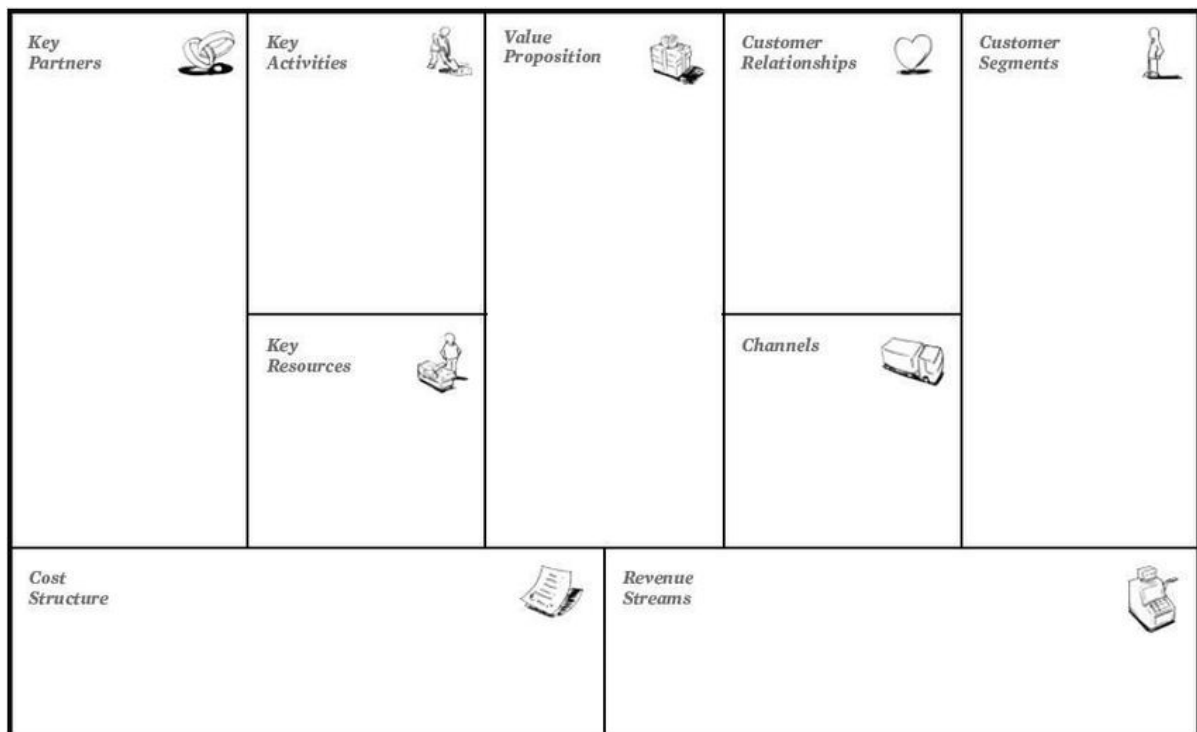 Key
Partners
Key
Activities
Value
Proposition
Customer
Relationships
Customer
Segments
Key
Resources
Channels
Cost
Structure
Revenue
Streams